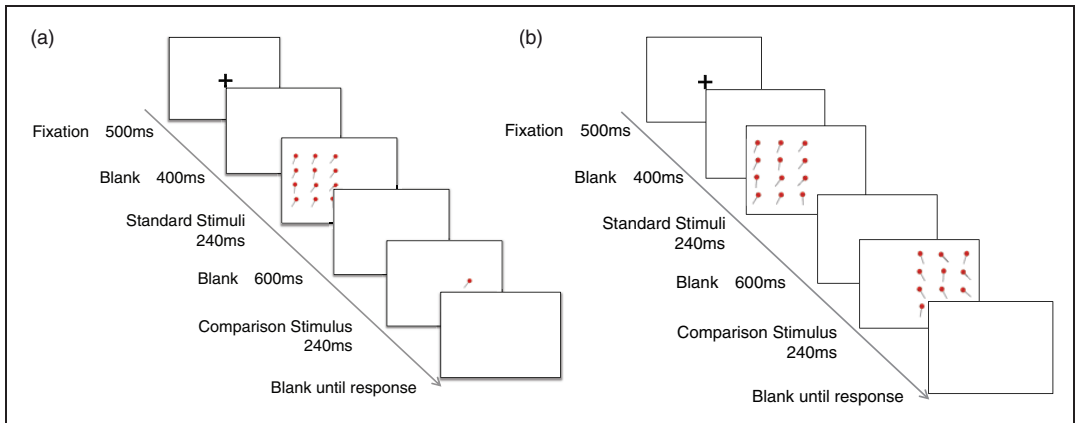 (a)
Fixation 500ms
Blank 400ms
Standard Stimuli
240ms
Blank 600ms
Comparison Stimulus
240ms
Blank until response
(b)
Fixation 500ms
Blank 400ms
Standard Stimuli
240ms
Blank 600ms
Comparison Stimulus
240ms
Blank until response